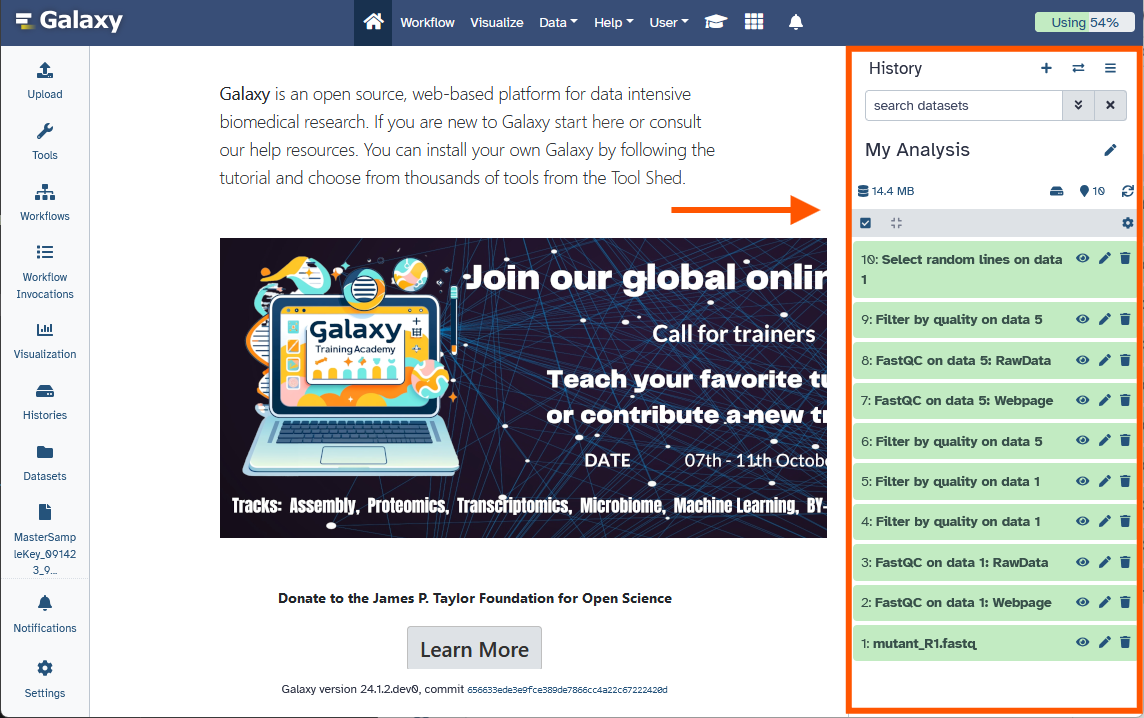 Galaxy
Workflow
Visualize
Data
Help
User
Using 54%
Upload
Tools
Workflows
Workflow
Invocations
Visualization
Histories
Datasets
MasterSamp
leKey_09142
3_9...
Notifications
Settings
Galaxy is an open source, web-based platform for data intensive
biomedical research. If you are new to Galaxy start here or consult
our help resources. You can install your own Galaxy by following the
tutorial and choose from thousands of tools from the Tool Shed.
Galaxy
Training Academy
Join our global onlin
Call for trainers
Teach your favorite tu
or contribute a new tr
DATE
07th - 11th Octobe
Tracks: Assembly, Proteomics, Transcriptomics, Microbiome, Machine Learning, BY-
Donate to the James P. Taylor Foundation for Open Science
Learn More
Galaxy version 24.1.2.dev0, commit 656633ede3e9fce389de7866cc4a22c67222420d
History
search datasets
My Analysis
14.4 MB
10
10: Select random lines on data
1
9: Filter by quality on data 5
8: FastQC on data 5: RawData
7: FastQC on data 5: Webpage
6: Filter by quality on data 5
5: Filter by quality on data 1
4: Filter by quality on data 1
3: FastQC on data 1: RawData
2: FastQC on data 1: Webpage
1: mutant_R1.fastq